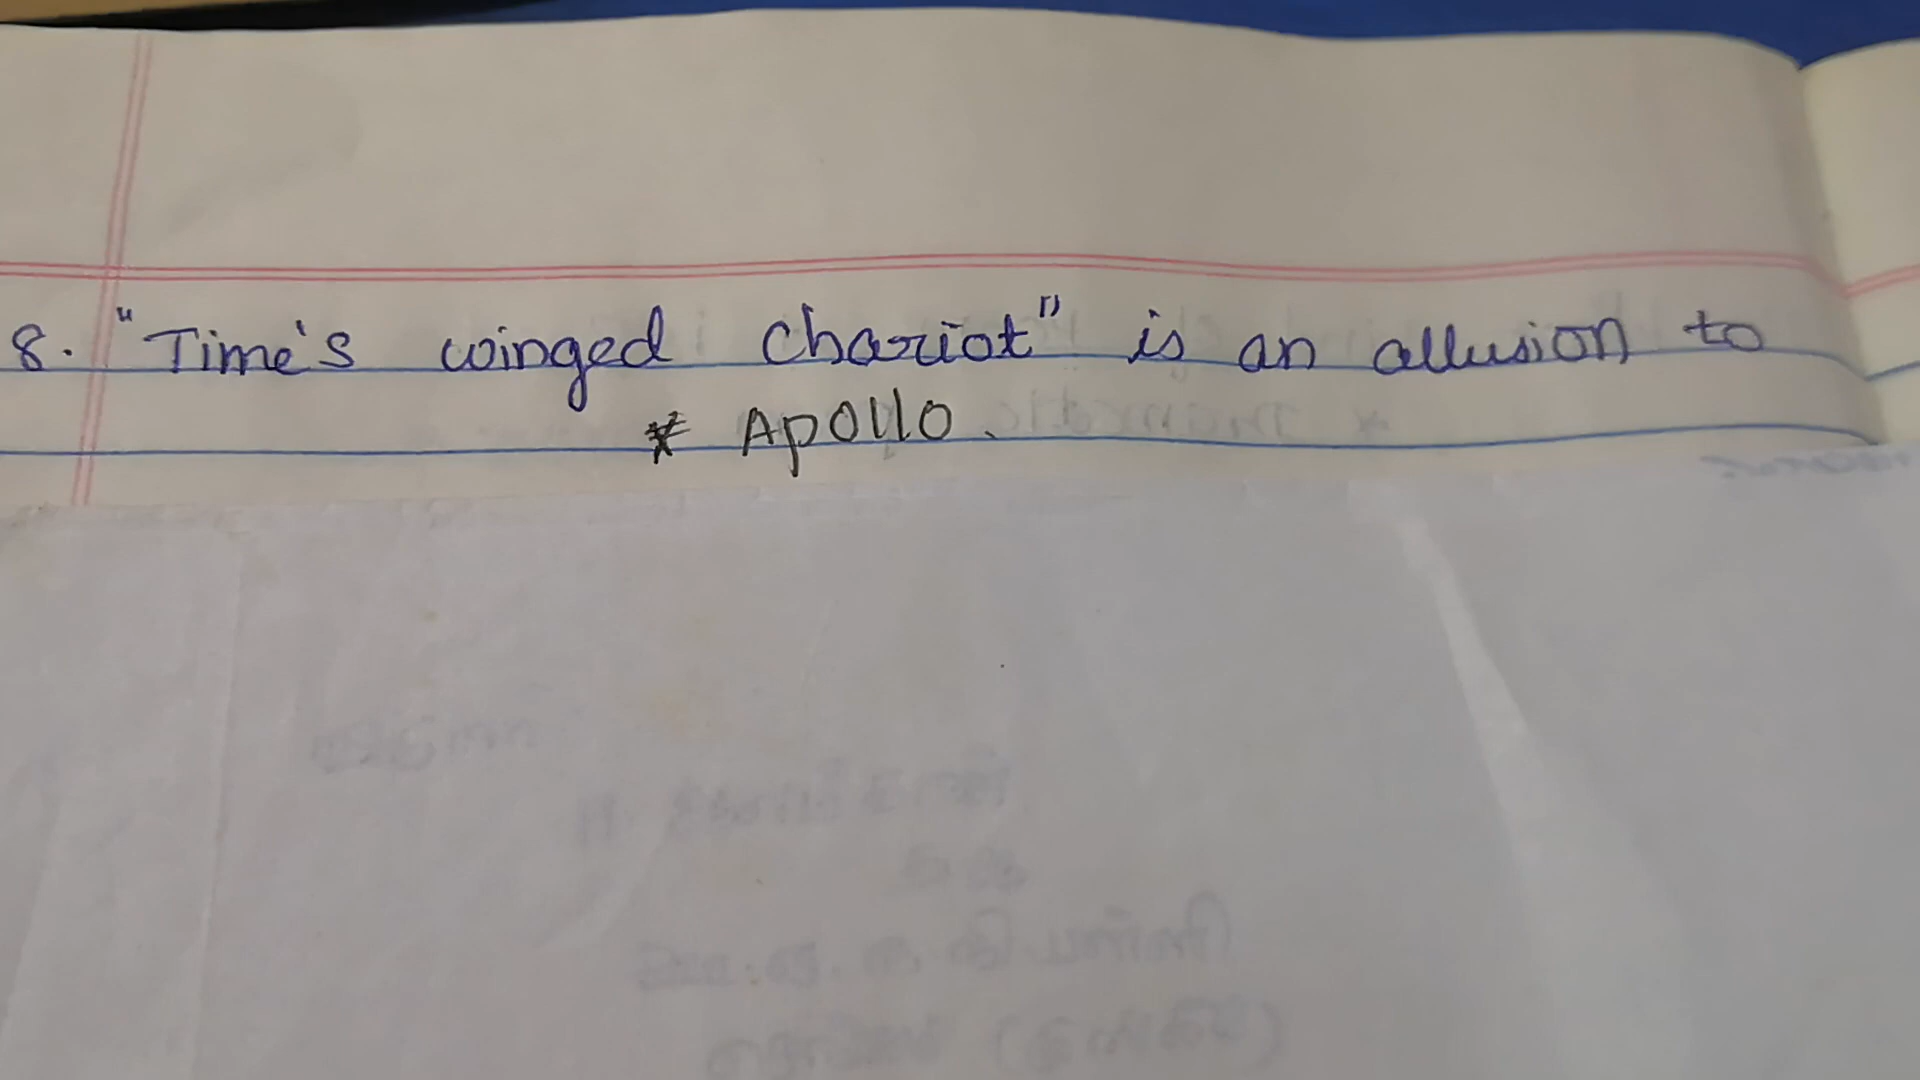 8. "Time's winged chariot" is an allusion to
* Apollo.